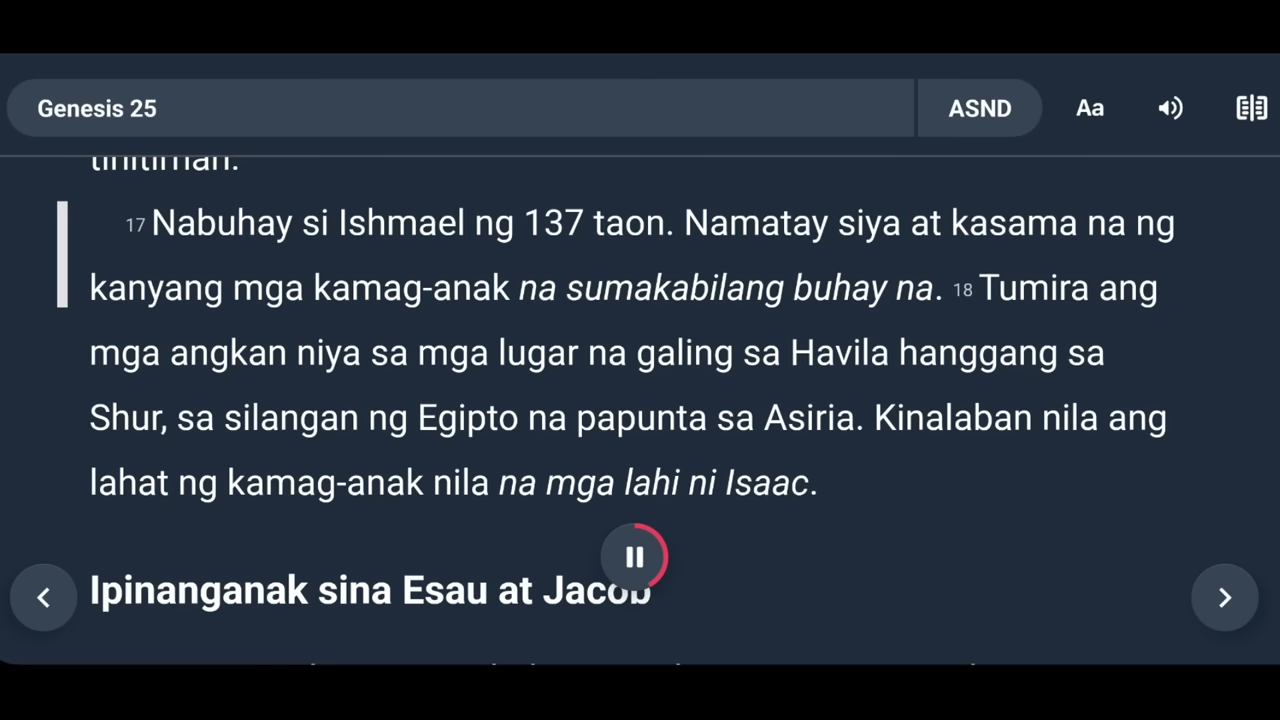 Genesis 25
ASND
Aa
17 Nabuhay si Ishmael ng 137 taon. Namatay siya at kasama na ng
kanyang mga kamag-anak na sumakabilang buhay na. 18 Tumira ang
mga angkan niya sa mga lugar na galing sa Havila hanggang sa
Shur, sa silangan ng Egipto na papunta sa Asiria. Kinalaban nila ang
lahat ng kamag-anak nila na mga lahi ni Isaac.
Ipinanganak sina Esau at Jacob